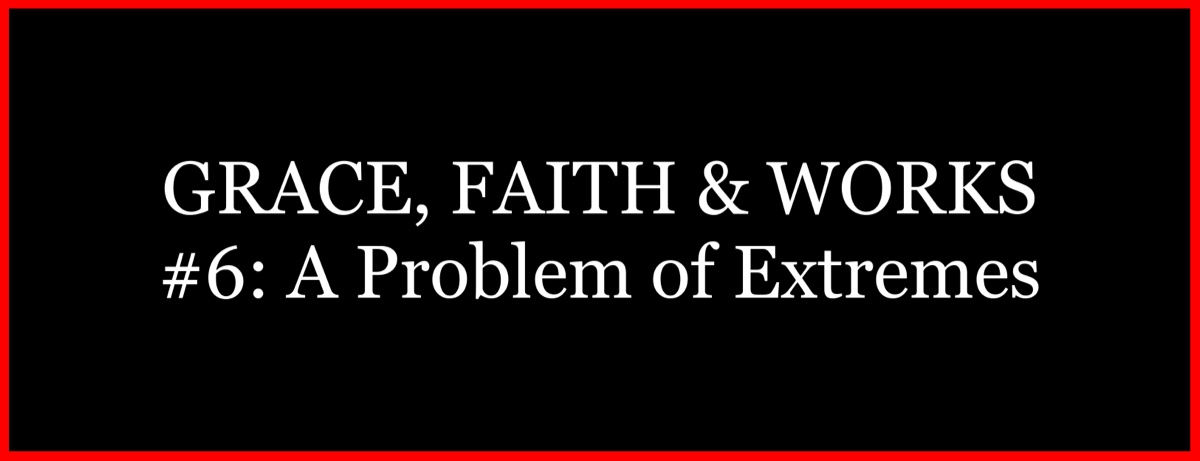 GRACE, FAITH & WORKS
#6: A Problem of Extremes